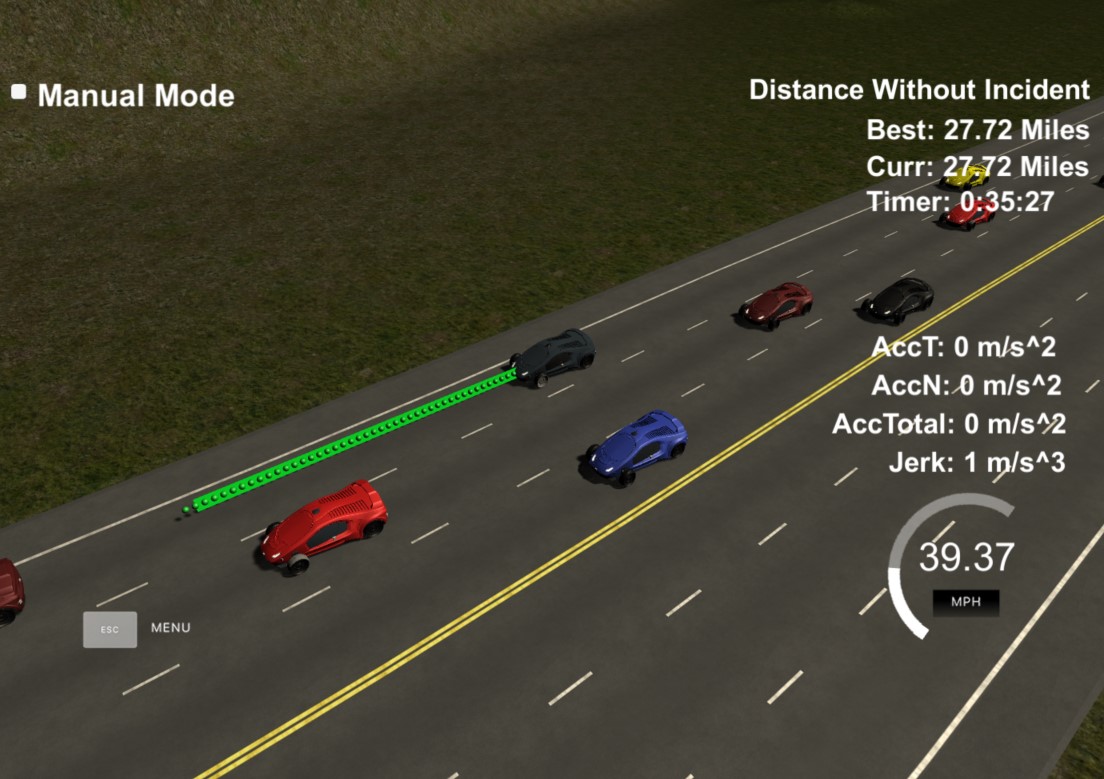 Manual Mode
Distance Without Incident
Best: 27.72 Miles
Curr: 27.72 Miles
Timer: 0:35:27
AccT: 0 m/s^2
AccN: 0 m/s^2
AccTotal: 0 m/s^2
Jerk: 1 m/s^3
39.37
MPH
ESC MENU